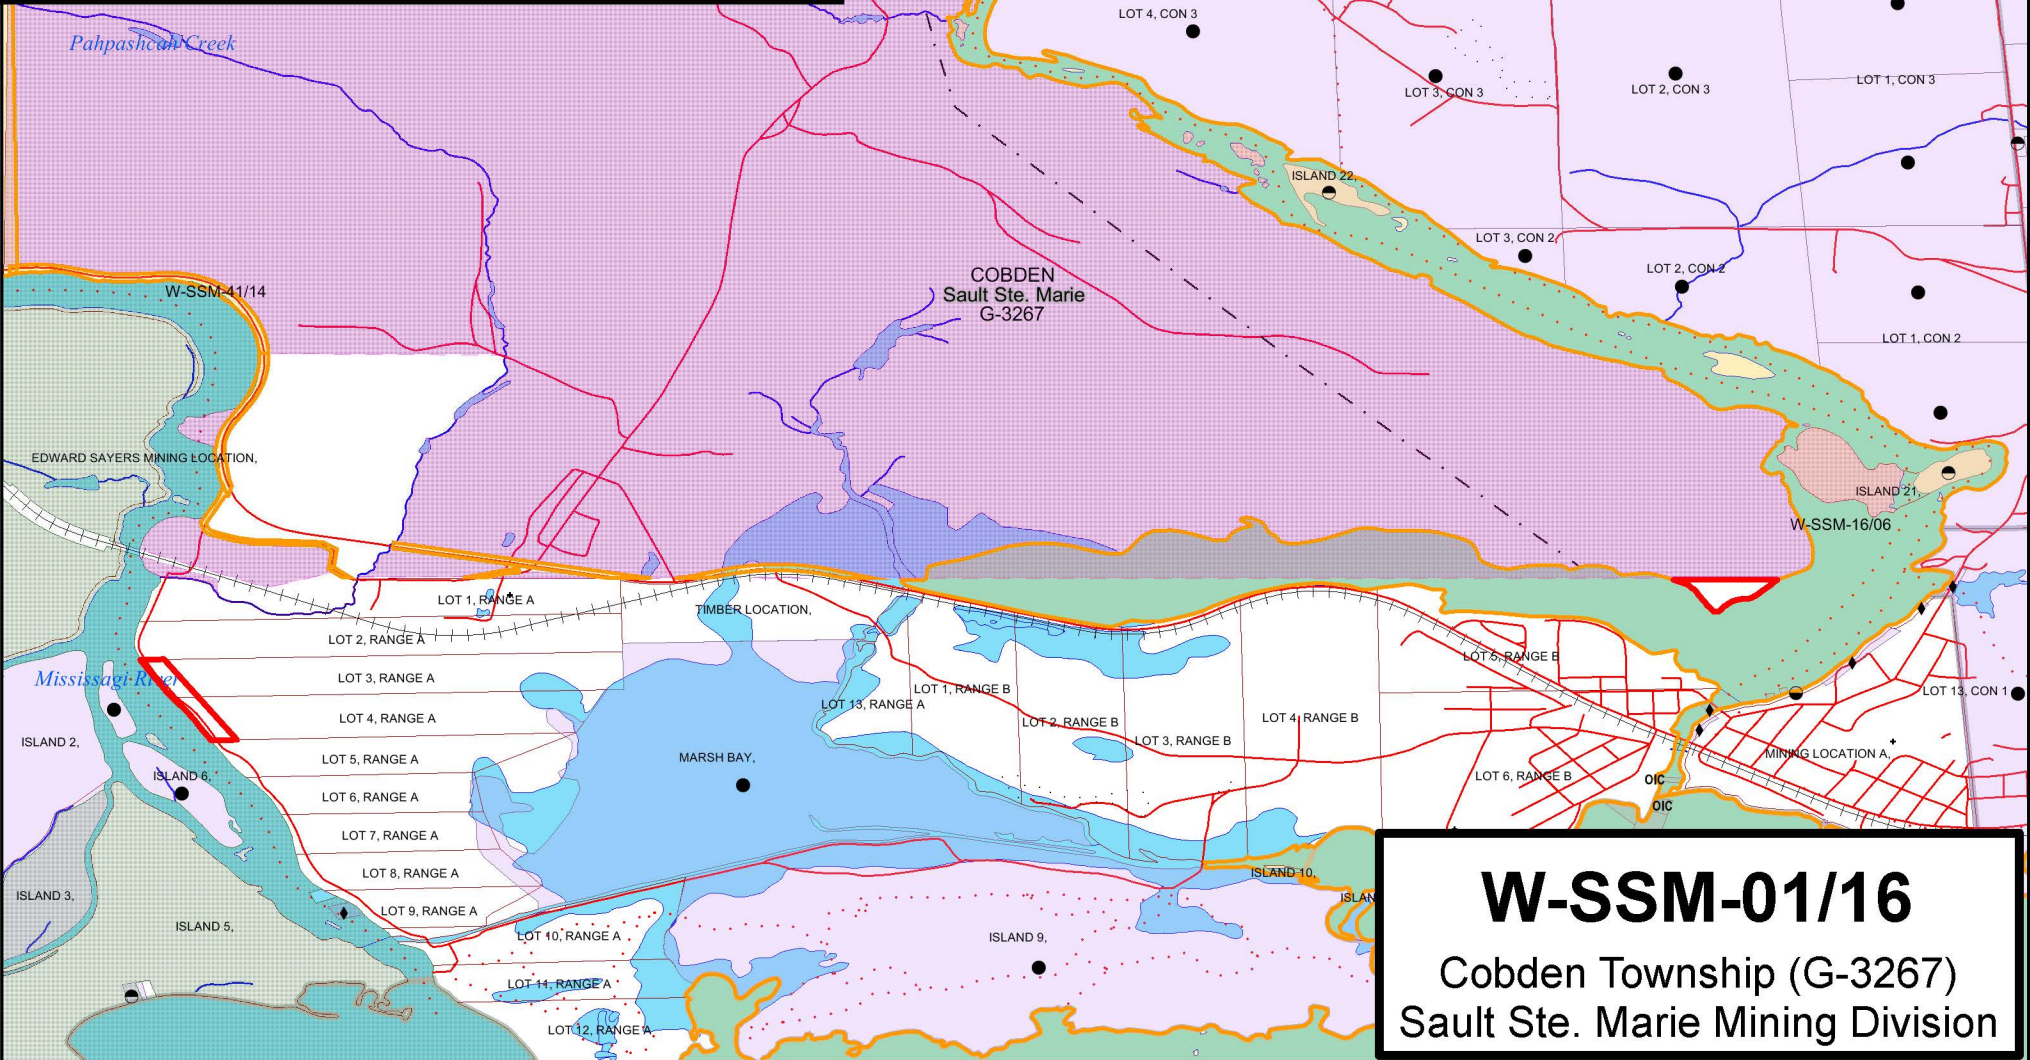 LOT 4, CON 3
Pahpashcah Creek
LOT 3, CON 3
LOT 2, CON 3
LOT 1, CON 3
ISLAND 22,
LOT 3, CON 2
LOT 2, CON 2
COBDEN
Sault Ste. Marie
G-3267
W-SSM-41/14
LOT 1, CON 2
EDWARD SAYERS MINING LOCATION,
ISLAND 21,
W-SSM-16/06
LOT 1, RANGE A
TIMBER LOCATION,
LOT 2, RANGE A
LOT 5, RANGE B
Mississagi River
LOT 3, RANGE A
LOT 1, RANGE B
LOT 13, CON 1
LOT 13, RANGE A
LOT 4, RANGE A
LOT 2, RANGE B
LOT 4, RANGE B
ISLAND 2,
LOT 3, RANGE B
LOT 5, RANGE A
MARSH BAY,
MINING LOCATION A,
ISLAND 6,
LOT 6, RANGE B
OIC
LOT 6, RANGE A
OIC
LOT 7, RANGE A
LOT 8, RANGE A
ISLAND 10,
ISLAND 3,
ISLAN
LOT 9, RANGE A
ISLAND 5,
LOT 10, RANGE A
ISLAND 9,
LOT 11, RANGE A
LOT 12, RANGE A
W-SSM-01/16
Cobden Township (G-3267)
Sault Ste. Marie Mining Division